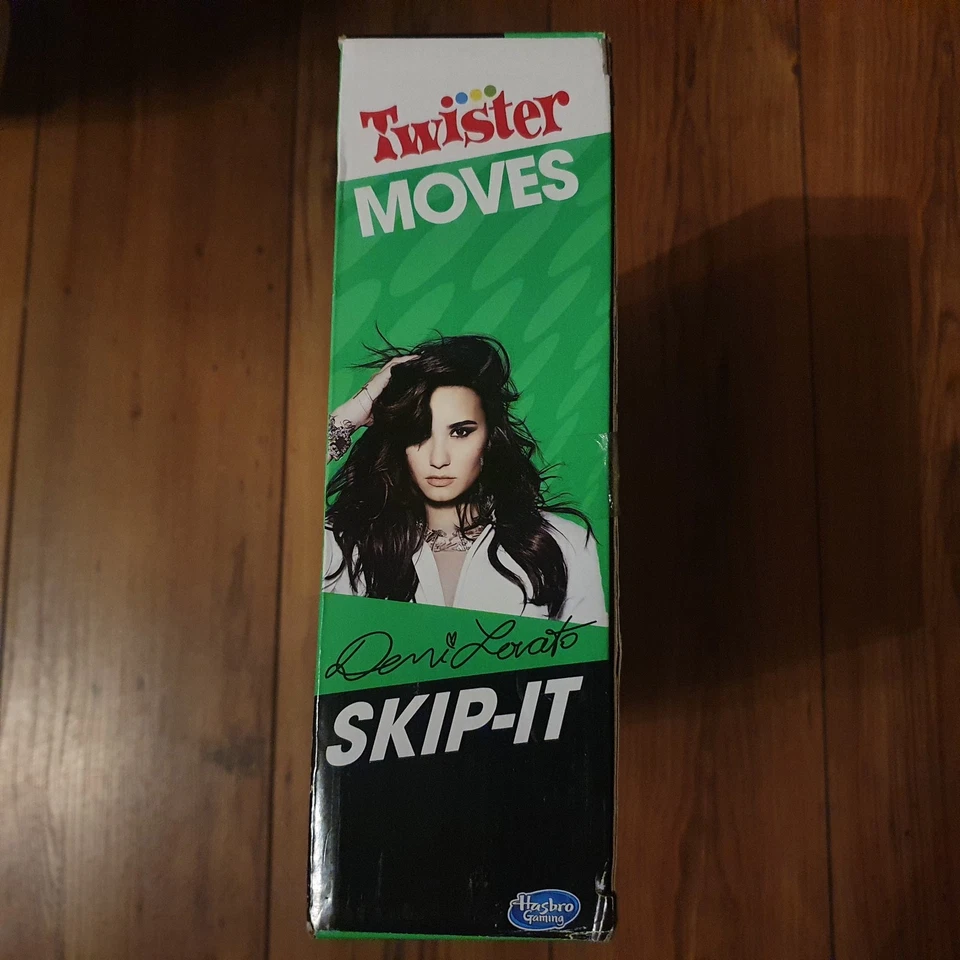 Twister
MOVES
Demi Lovato
SKIP-IT
Hasbro
Gaming